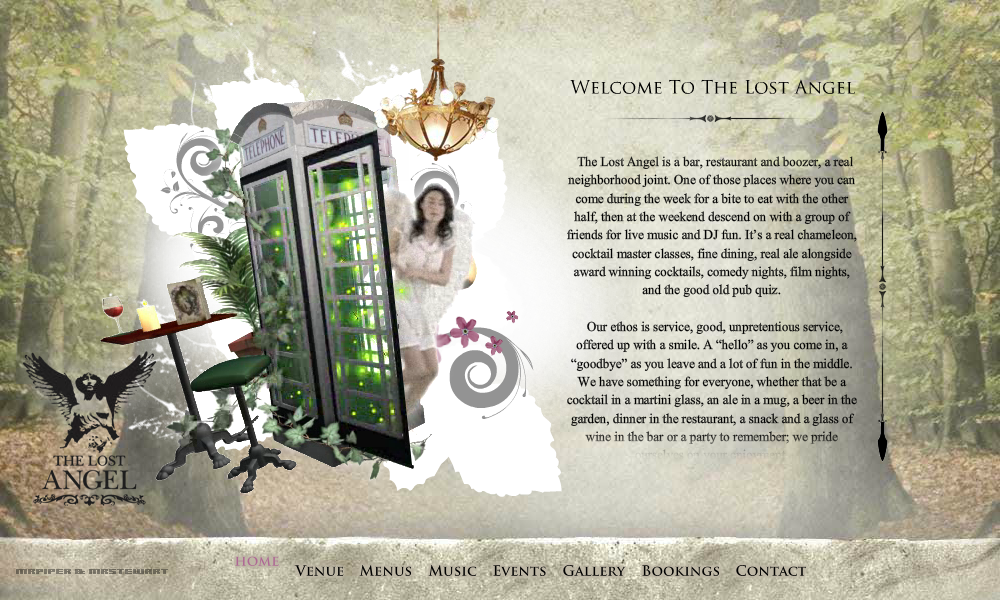 TELEPHONE
TELEP
Welcome To The Lost Angel
The Lost Angel is a bar, restaurant and boozer, a real
neighborhood joint. One of those places where you can
come during the week for a bite to eat with the other
half, then at the weekend descend on with a group of
friends for live music and DJ fun. It's a real chameleon,
cocktail master classes, fine dining, real ale alongside
award winning cocktails, comedy nights, film nights,
and the good old pub quiz.
Our ethos is service, good, unpretentious service,
offered up with a smile. A “hello” as you come in, a
“goodbye” as you leave and a lot of fun in the middle.
We have something for everyone, whether that be a
cocktail in a martini glass, an ale in a mug, a beer in the
garden, dinner in the restaurant, a snack and a glass of
wine in the bar or a party to remember; we pride
THE LOST
ANGEL
MRPIPER & MRSTEWART
Home Venue Menus Music Events Gallery Bookings Contact